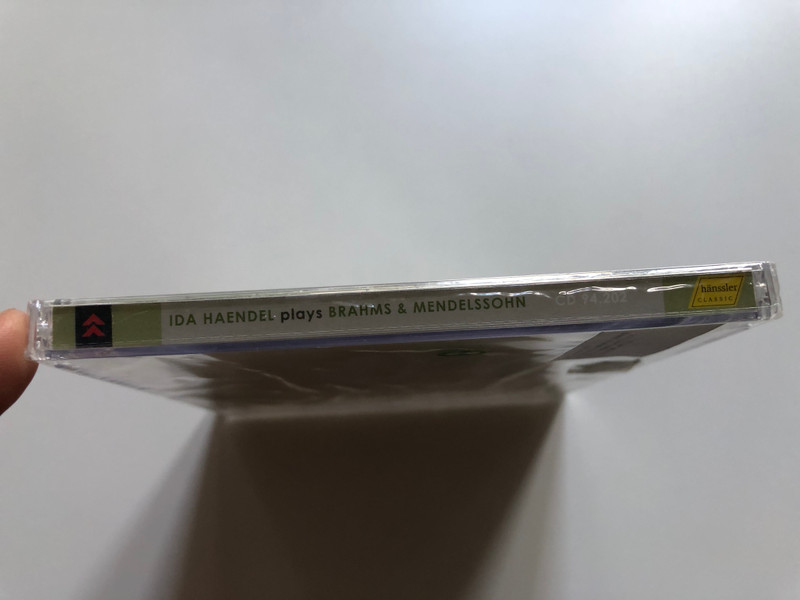 IDA HAENDEL plays BRAHMS & MENDELSSOHN CD 94.202
hänssler
CLASSIC